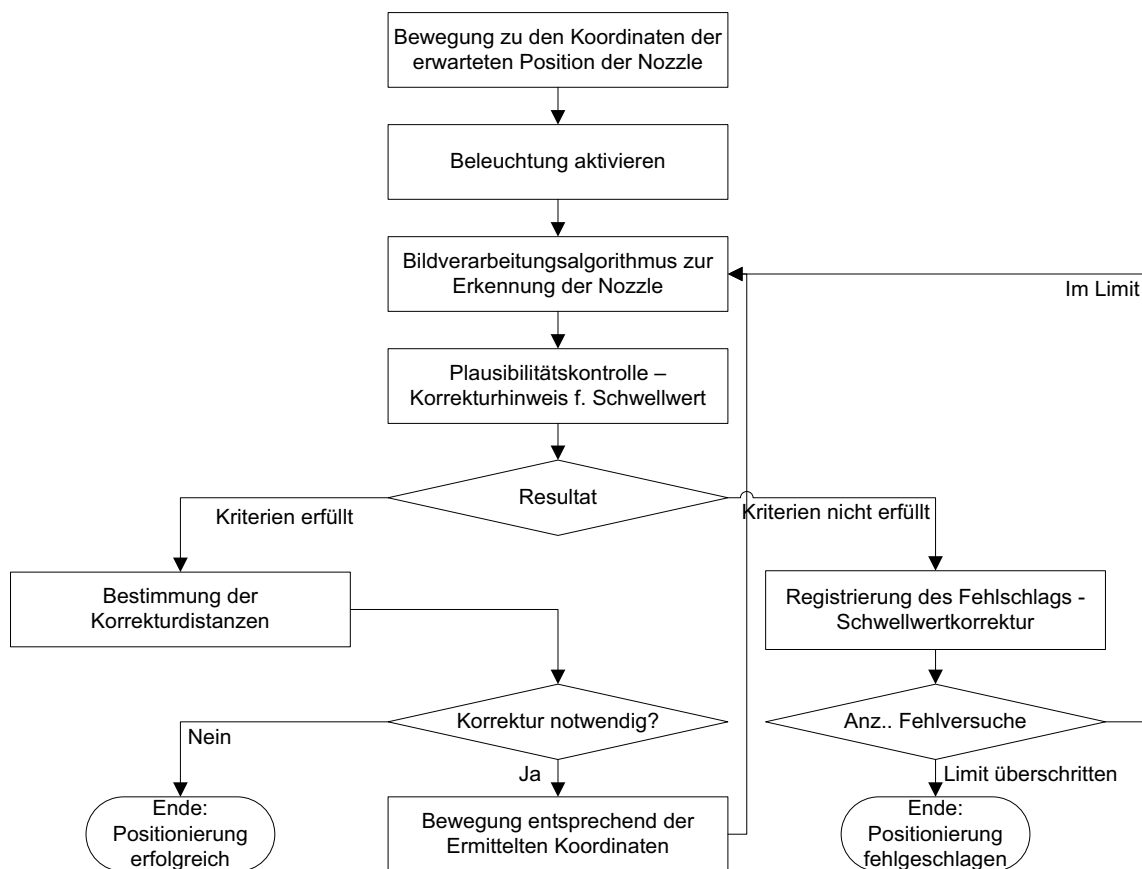 Bewegung zu den Koordinaten der
erwarteten Position der Nozzle
Beleuchtung aktivieren
Bildverarbeitungsalgorithmus zur
Erkennung der Nozzle
Im Limit
Plausibilitätskontrolle –
Korrekturhinweis f. Schwellwert
Resultat
Kriterien erfüllt
Kriterien nicht erfüllt
Bestimmung der
Korrekturdistanzen
Registrierung des Fehlschlags -
Schwellwertkorrektur
Korrektur notwendig?
Anz.. Fehlversuche
Nein
Ja
Limit überschritten
Ende:
Positionierung
erfolgreich
Bewegung entsprechend der
Ermittelten Koordinaten
Ende:
Positionierung
fehlgeschlagen